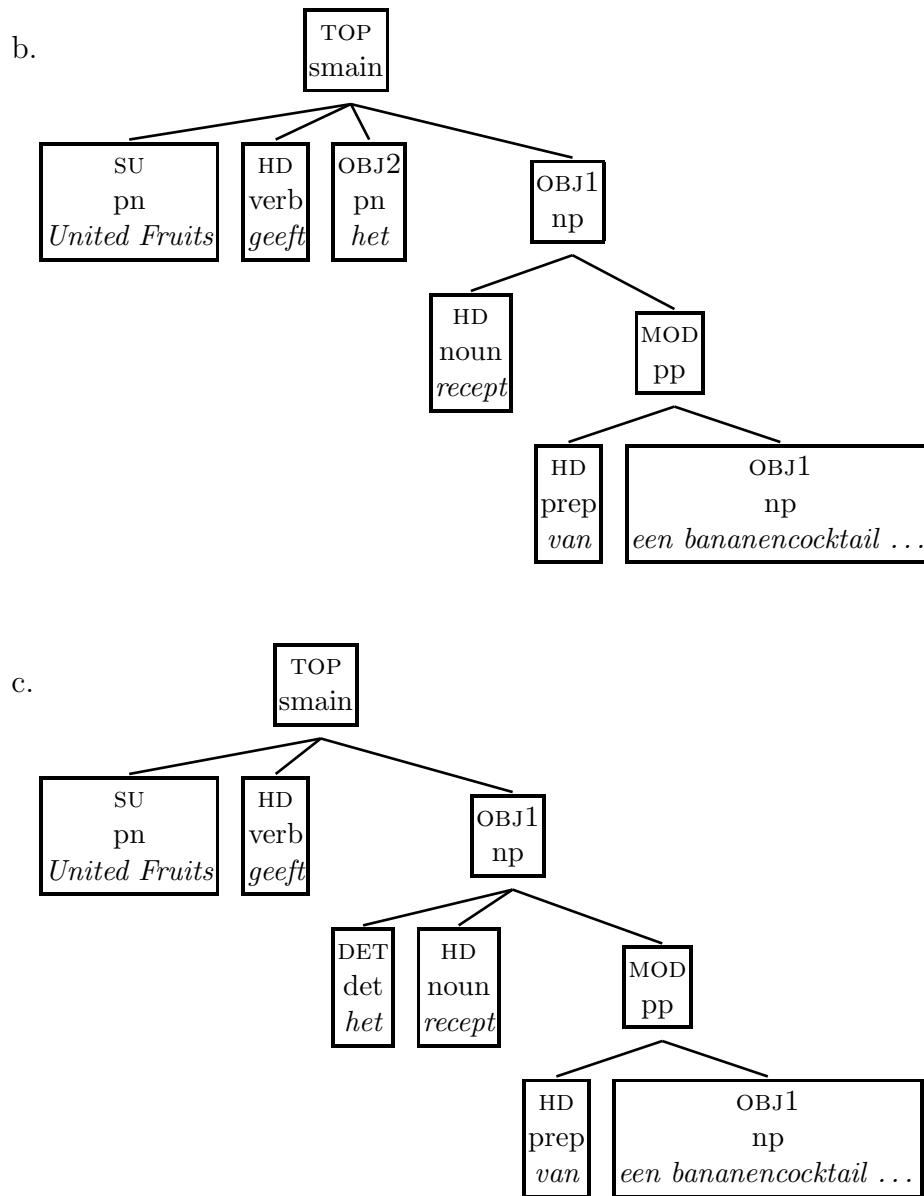 b.
TOP
smain
SU
pn
United Fruits
HD
verb
geeft
OBJ2
pn
het
OBJ1
np
HD
noun
recept
MOD
pp
HD
prep
van
OBJ1
np
een bananencocktail ...
c.
TOP
smain
SU
pn
United Fruits
HD
verb
geeft
OBJ1
np
DET
det
het
HD
noun
recept
MOD
pp
HD
prep
van
OBJ1
np
een bananencocktail ...